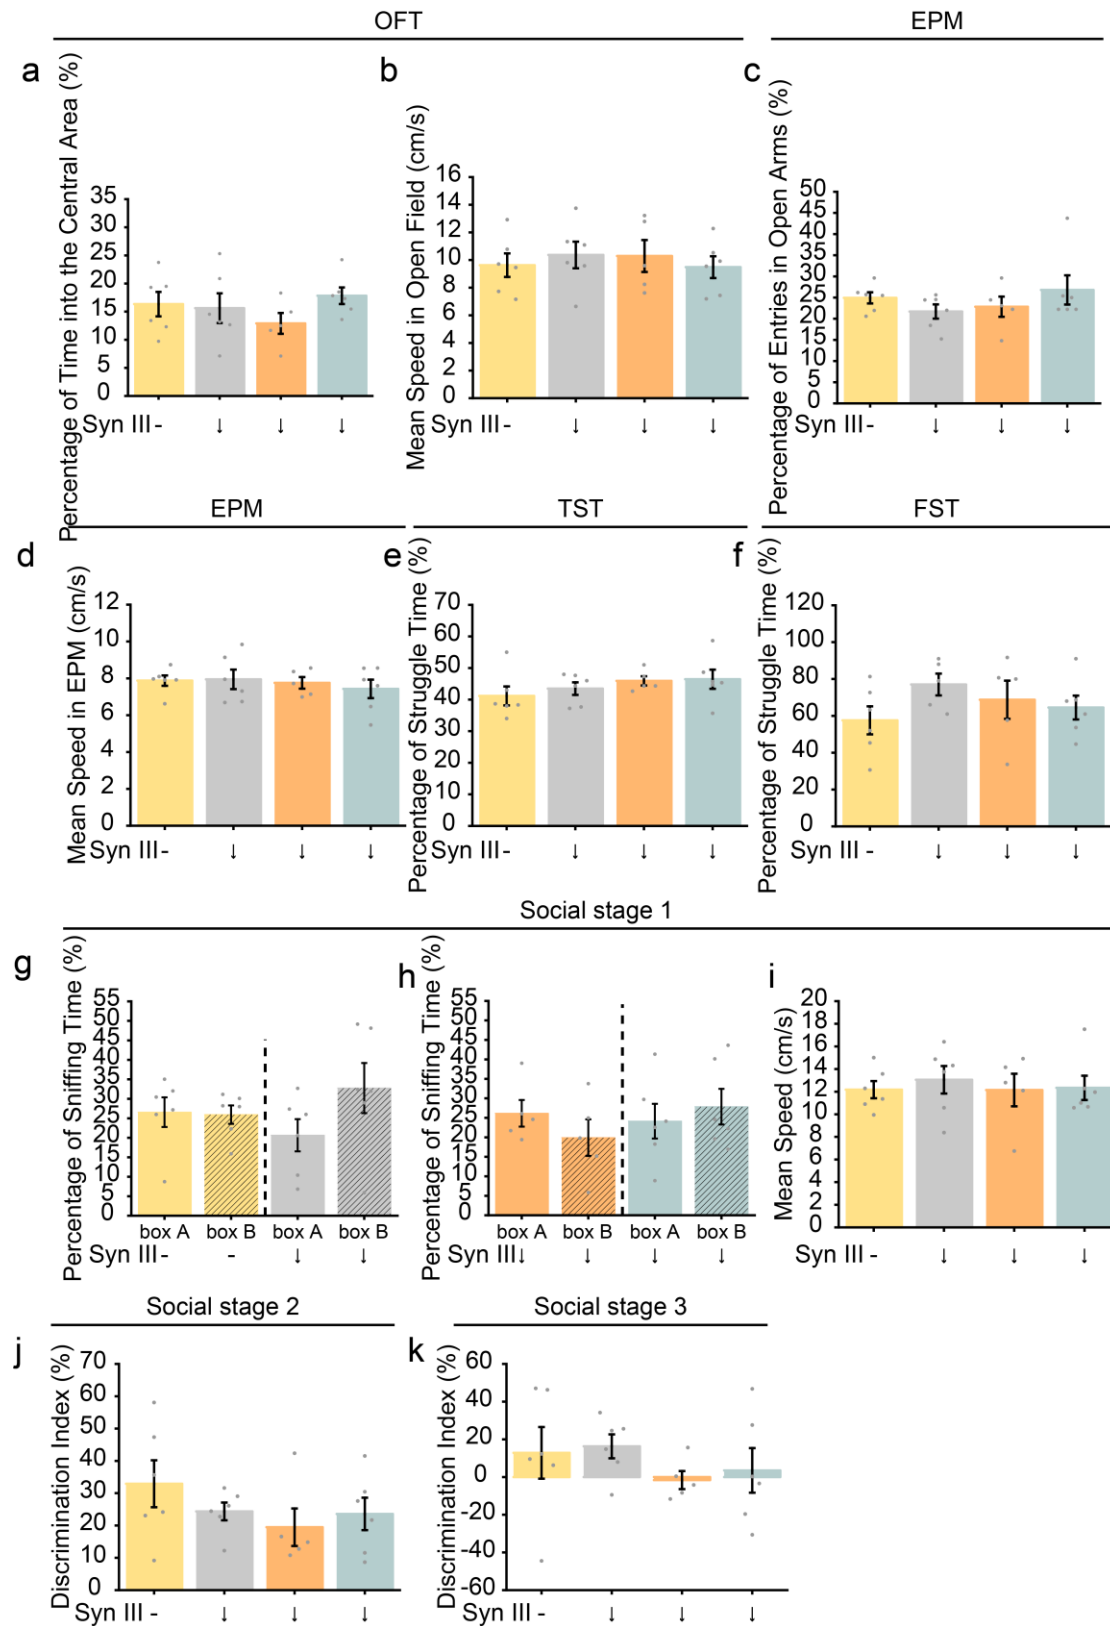 OFT
EPM
a
Percentage of Time into the Central Area (%)
35
30
25
20
15
10
5
0
Syn III - ↓ ↓ ↓
b
Mean Speed in Open Field (cm/s)
16
14
12
10
8
6
4
2
0
Syn III - ↓ ↓ ↓
c
Percentage of Entries in Open Arms (%)
50
45
40
35
30
25
20
15
10
5
0
Syn III - ↓ ↓ ↓
EPM
TST
FST
d
Mean Speed in EPM (cm/s)
12
10
8
6
4
2
0
Syn III - ↓ ↓ ↓
e
Percentage of Struggle Time (%)
70
60
50
40
30
20
10
0
Syn III - ↓ ↓ ↓
f
Percentage of Struggle Time (%)
120
100
80
60
40
20
0
Syn III - ↓ ↓ ↓
Social stage 1
g
Percentage of Sniffing Time (%)
55
50
45
40
35
30
25
20
15
10
5
0
box A box B box A box B
Syn III - - ↓ ↓
h
Percentage of Sniffing Time (%)
55
50
45
40
35
30
25
20
15
10
5
0
box A box B box A box B
Syn III ↓ ↓ ↓ ↓
i
Mean Speed (cm/s)
20
18
16
14
12
10
8
6
4
2
0
Syn III - ↓ ↓ ↓
Social stage 2
Social stage 3
j
Discrimination Index (%)
70
60
50
40
30
20
10
0
Syn III - ↓ ↓ ↓
k
Discrimination Index (%)
60
40
20
0
-20
-40
-60
Syn III - ↓ ↓ ↓